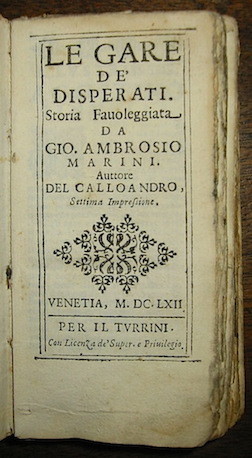 LE GARE
DE'
DISPERATI.
Storia Favoleggiata
DA
GIO. AMBROSIO
MARINI.
Auttore
DEL CALLOANDRO,
Settima Impressione.
VENETIA, M. DC. LXII
PER IL TVRRINI.
Con Licenza de' Super. e Priuilegio